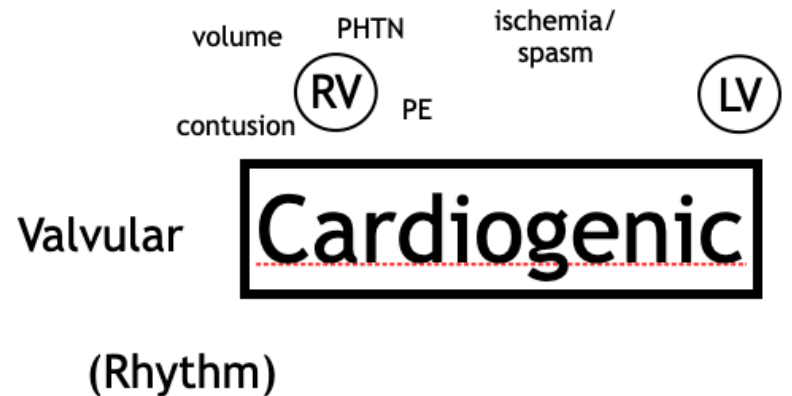 volume
PHTN
ischemia/
spasm
RV
PE
LV
contusion
Valvular
Cardiogenic
(Rhythm)